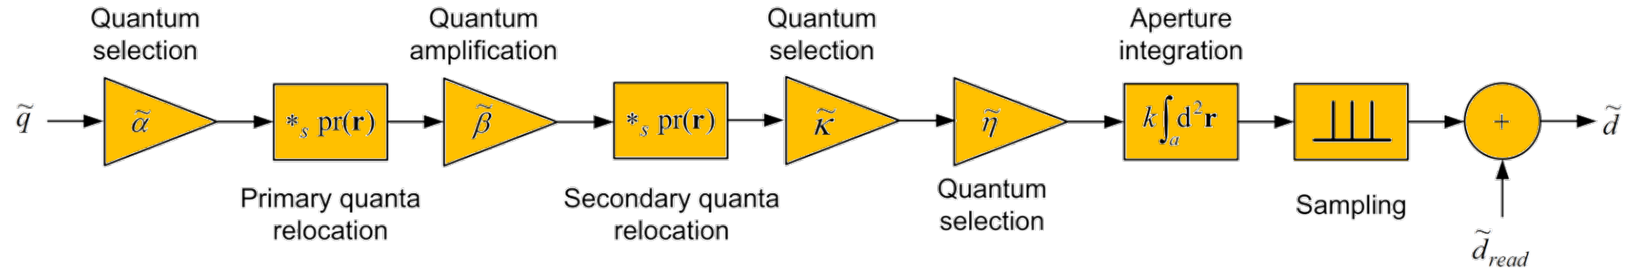 Quantum selection
Quantum amplification
Quantum selection
Aperture integration
q̃
α̃
*ₛ pr(r)
β̃
*ₛ pr(r)
κ̃
η̃
k∫ₐd²r
+
d̃
Primary quanta relocation
Secondary quanta relocation
Quantum selection
Sampling
d̃read